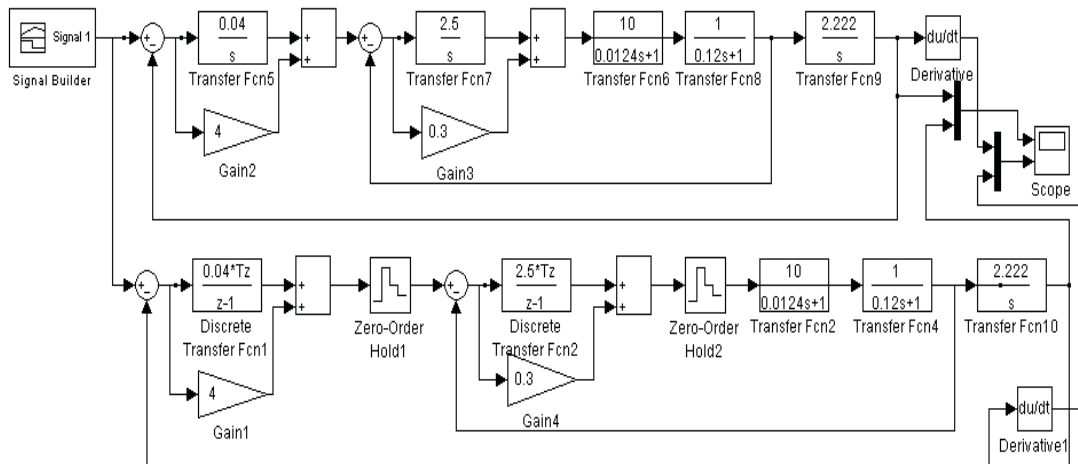 Signal 1
Signal Builder
+
-
0.04
s
Transfer Fcn5
4
Gain2
+
+
+
-
2.5
s
Transfer Fcn7
0.3
Gain3
+
+
10
0.0124s+1
Transfer Fcn6
1
0.12s+1
Transfer Fcn8
2.222
s
Transfer Fcn9
du/dt
Derivative
Scope
+
-
0.04*Tz
z-1
Discrete
Transfer Fcn1
4
Gain1
+
+
Zero-Order
Hold1
+
-
2.5*Tz
z-1
Discrete
Transfer Fcn2
0.3
Gain4
+
+
Zero-Order
Hold2
10
0.0124s+1
Transfer Fcn2
1
0.12s+1
Transfer Fcn4
2.222
s
Transfer Fcn10
du/dt
Derivative1